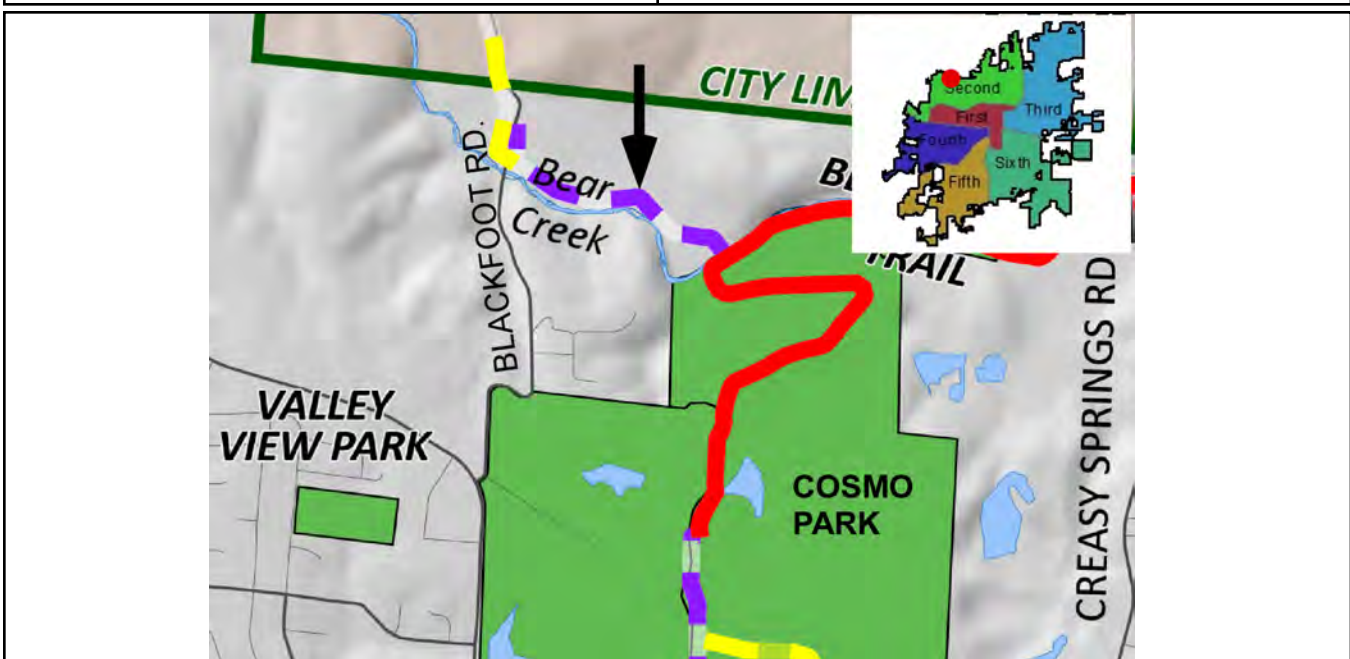 CITY LIM
Second
Third
First
Fourth
Sixth
Fifth
BLACKFOOT RD.
Bear
Creek
TRAIL
CREASY SPRINGS RD
VALLEY
VIEW PARK
COSMO
PARK